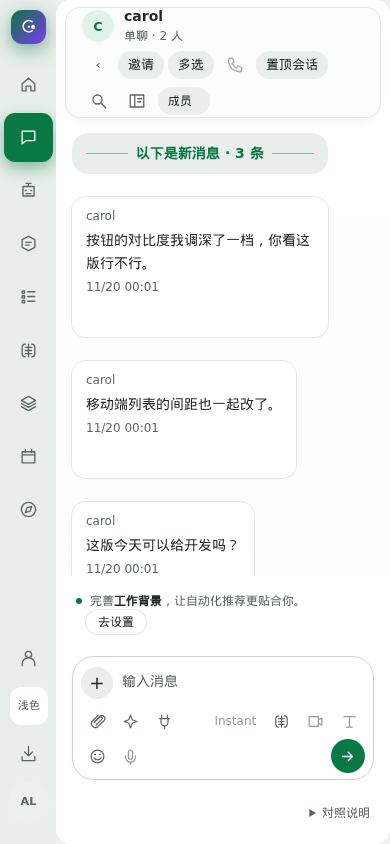 carol
C
单聊 · 2 人
邀请 多选 置顶会话
成员
以下是新消息 · 3 条
carol
按钮的对比度我调深了一档，你看这
版行不行。
11/20 00:01
carol
移动端列表的间距也一起改了。
11/20 00:01
carol
这版今天可以给开发吗？
11/20 00:01
完善工作背景，让自动化推荐更贴合你。
去设置
输入消息
Instant
浅色
AL
▶ 对照说明